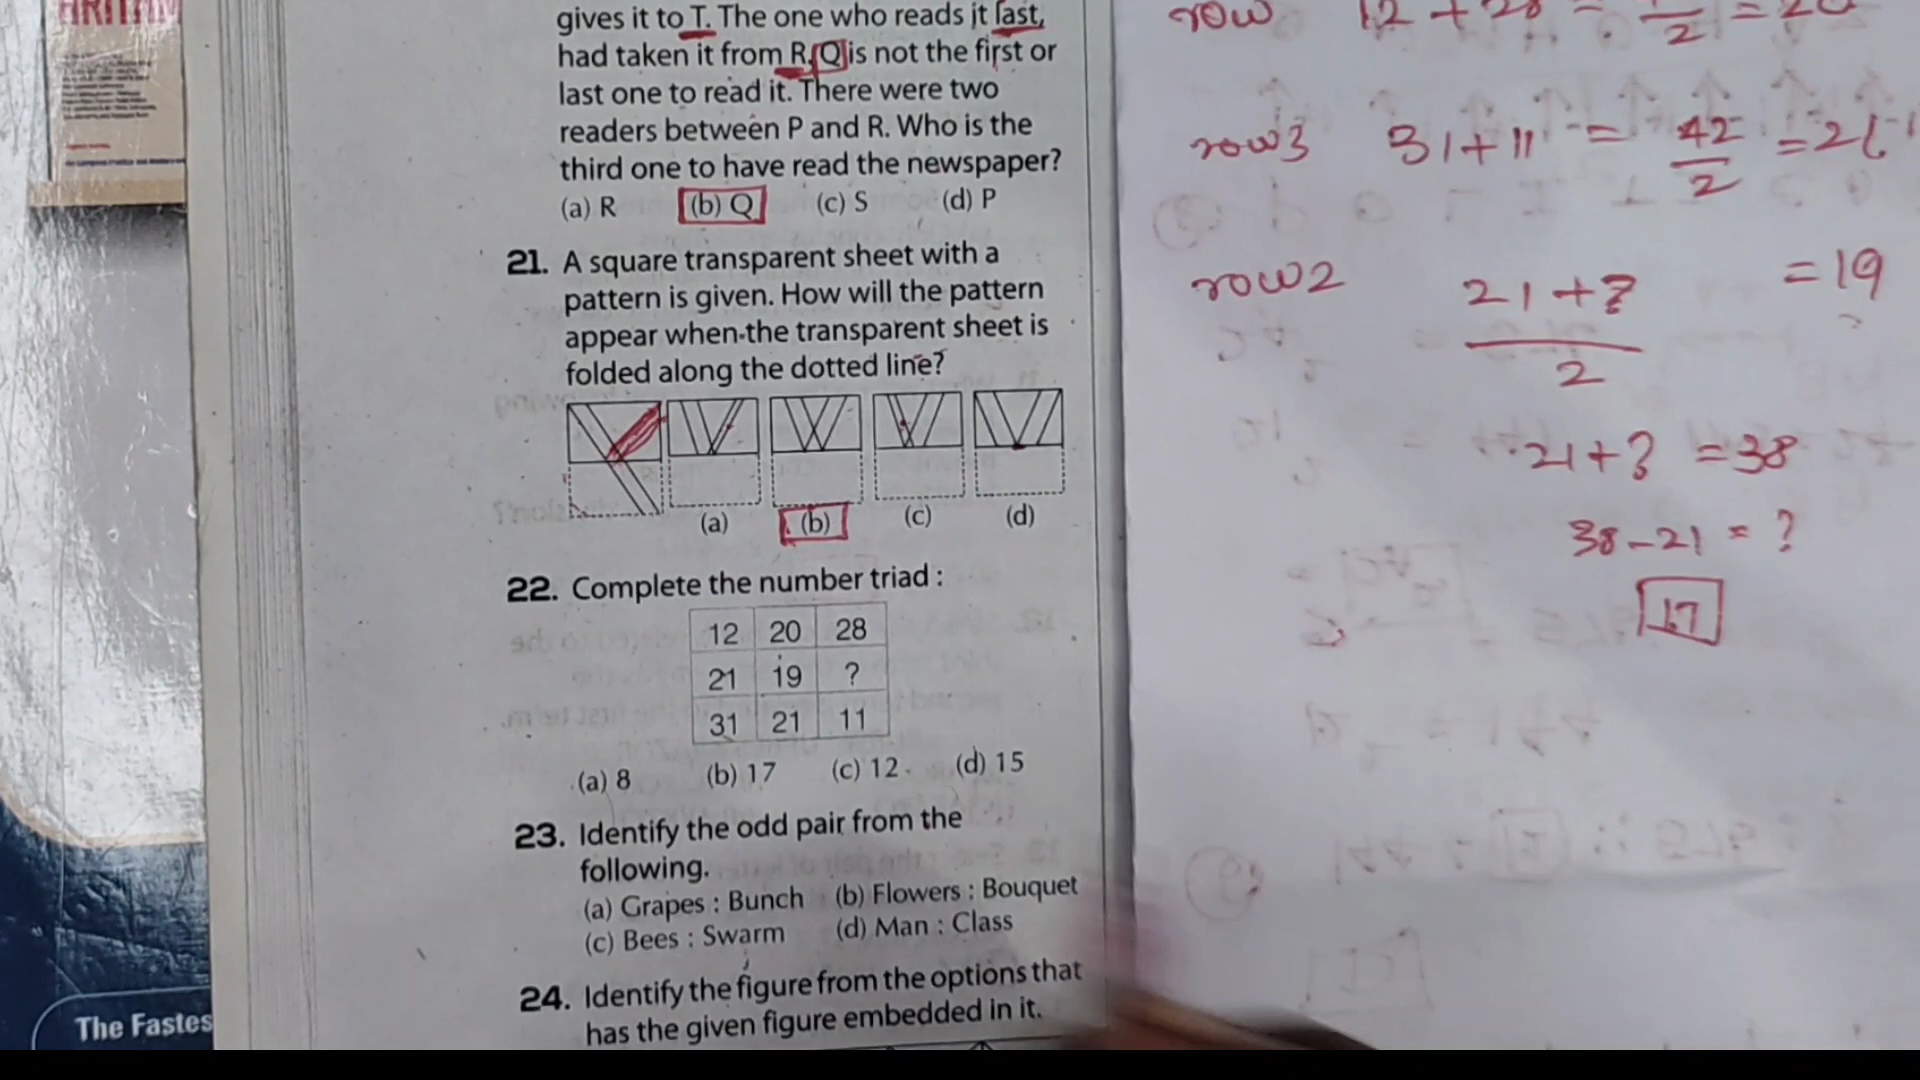 gives it to T. The one who reads it last,
had taken it from R. Q is not the first or
last one to read it. There were two
readers between P and R. Who is the
third one to have read the newspaper?
(a) R (b) Q (c) S (d) P
21. A square transparent sheet with a
pattern is given. How will the pattern
appear when the transparent sheet is
folded along the dotted line?
(a) (b) (c) (d)
22. Complete the number triad :
12 20 28
21 19 ?
31 21 11
(a) 8 (b) 17 (c) 12 (d) 15
23. Identify the odd pair from the
following.
(a) Grapes : Bunch (b) Flowers : Bouquet
(c) Bees : Swarm (d) Man : Class
24. Identify the figure from the options that
has the given figure embedded in it.
The Fastes
row 12 + 28 = 2 = 20
row3 31 + 11 = 42/2 = 21
row2 21 + ? / 2 = 19
21 + ? = 38
38 - 21 = ?
17